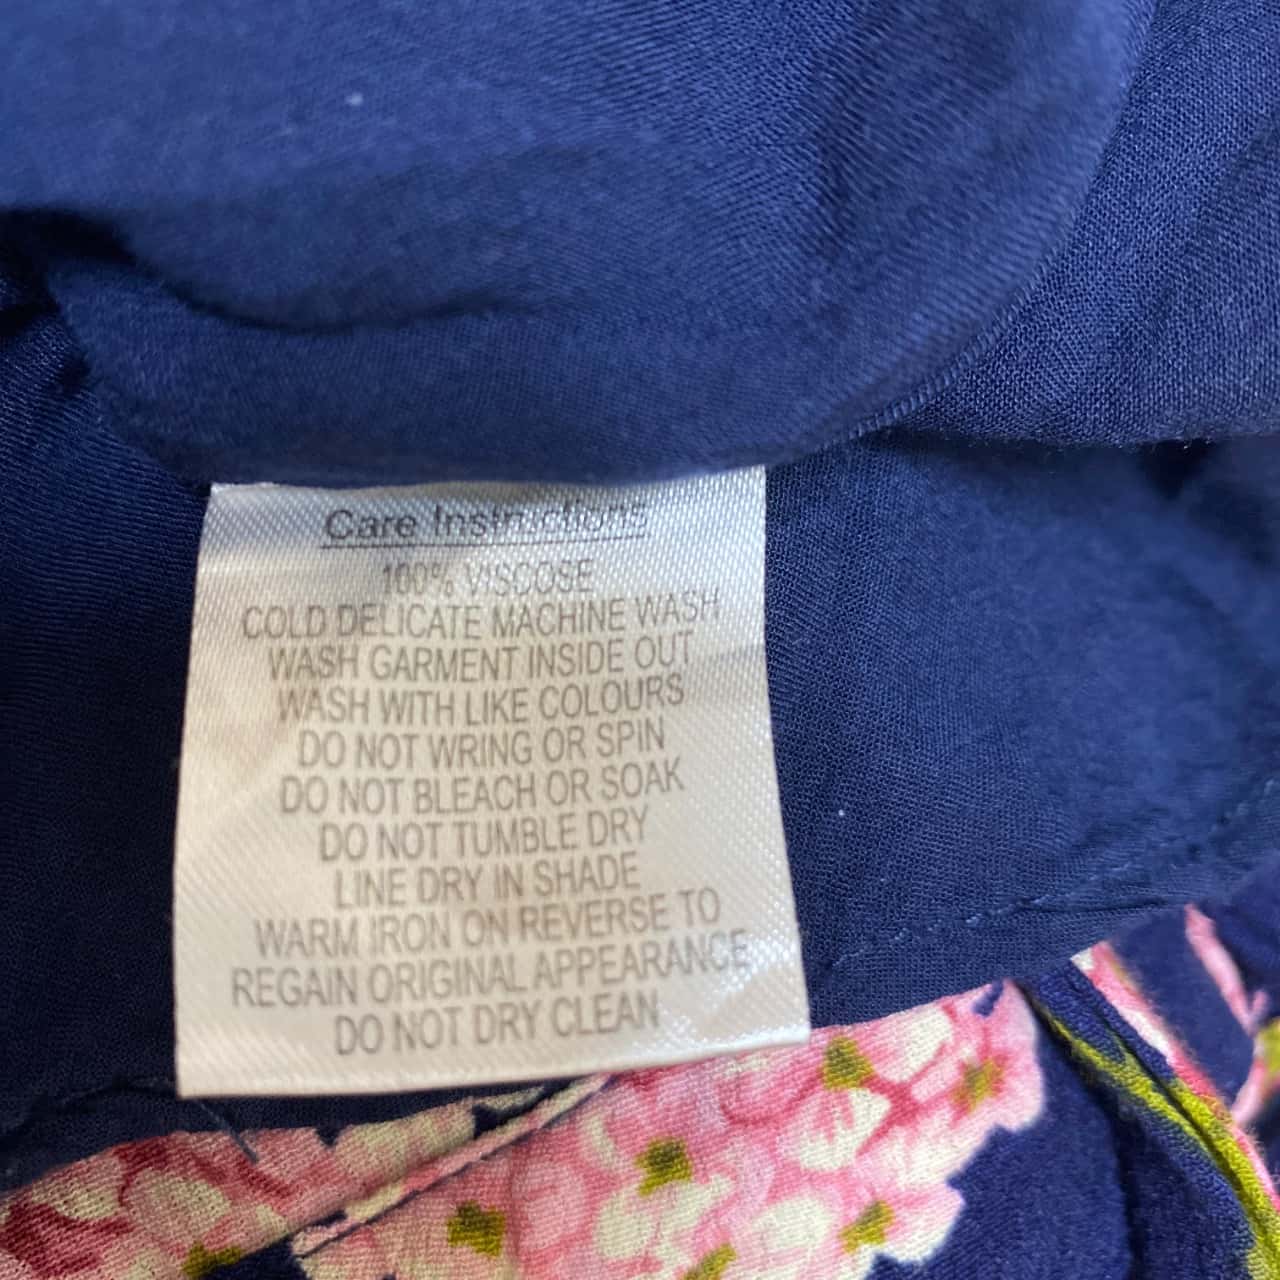 Care Instructions
100% VISCOSE
COLD DELICATE MACHINE WASH
WASH GARMENT INSIDE OUT
WASH WITH LIKE COLOURS
DO NOT WRING OR SPIN
DO NOT BLEACH OR SOAK
DO NOT TUMBLE DRY
LINE DRY IN SHADE
WARM IRON ON REVERSE TO
REGAIN ORIGINAL APPEARANCE
DO NOT DRY CLEAN